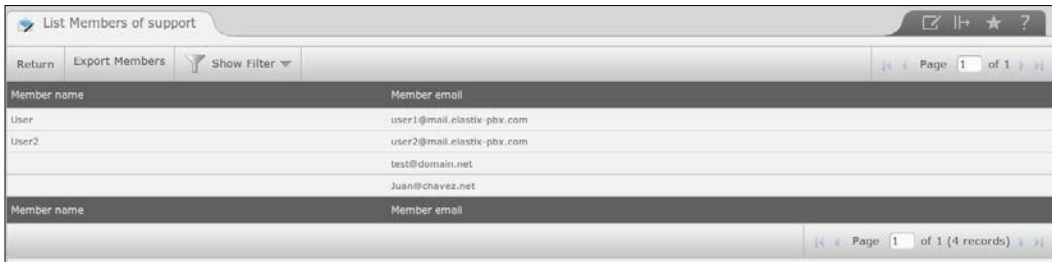 List Members of support
?
Return Export Members Show Filter Page 1 of 1
Member name Member email
User user1@mail.elastix-pbx.com
User2 user2@mail.elastix-pbx.com
test@domain.net
Juan@chavez.net
Member name Member email
Page 1 of 1 (4 records)